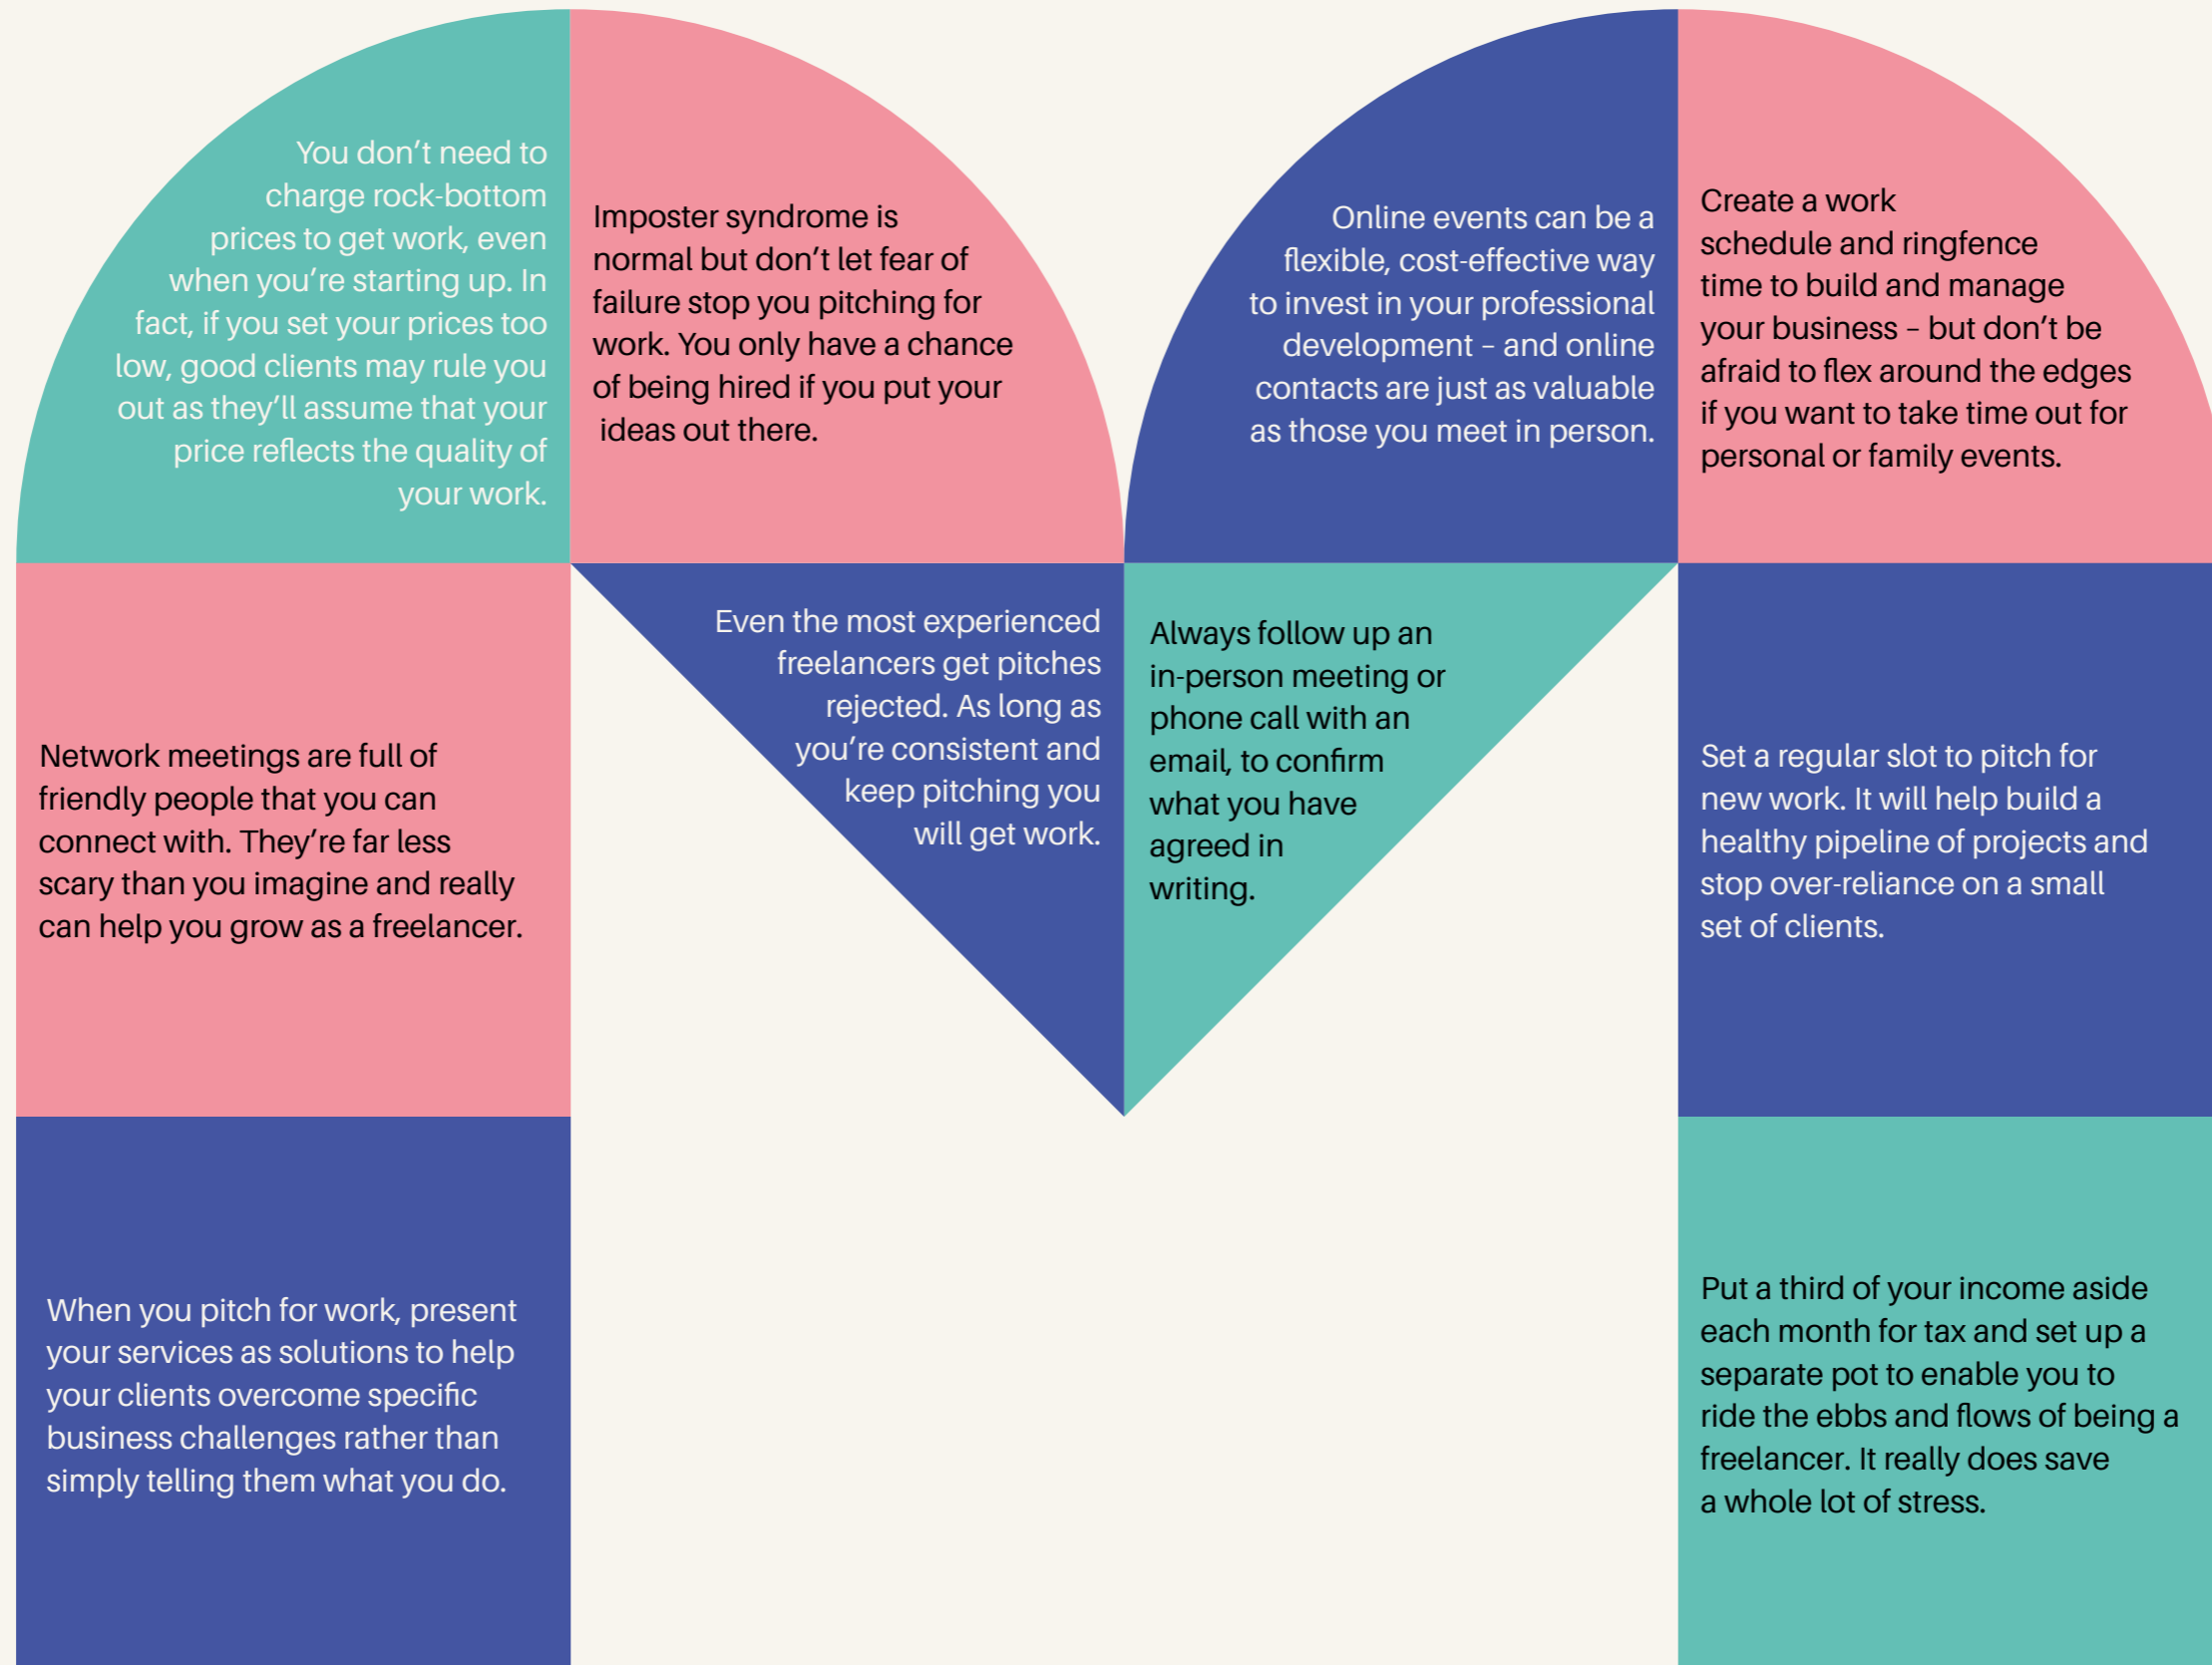 You don’t need to
charge rock-bottom
prices to get work, even
when you’re starting up. In
fact, if you set your prices too
low, good clients may rule you
out as they’ll assume that your
price reflects the quality of
your work.
Imposter syndrome is
normal but don’t let fear of
failure stop you pitching for
work. You only have a chance
of being hired if you put your
ideas out there.
Online events can be a
flexible, cost-effective way
to invest in your professional
development – and online
contacts are just as valuable
as those you meet in person.
Create a work
schedule and ringfence
time to build and manage
your business – but don’t be
afraid to flex around the edges
if you want to take time out for
personal or family events.
Network meetings are full of
friendly people that you can
connect with. They’re far less
scary than you imagine and really
can help you grow as a freelancer.
Even the most experienced
freelancers get pitches
rejected. As long as
you’re consistent and
keep pitching you
will get work.
Always follow up an
in-person meeting or
phone call with an
email, to confirm
what you have
agreed in
writing.
Set a regular slot to pitch for
new work. It will help build a
healthy pipeline of projects and
stop over-reliance on a small
set of clients.
When you pitch for work, present
your services as solutions to help
your clients overcome specific
business challenges rather than
simply telling them what you do.
Put a third of your income aside
each month for tax and set up a
separate pot to enable you to
ride the ebbs and flows of being a
freelancer. It really does save
a whole lot of stress.